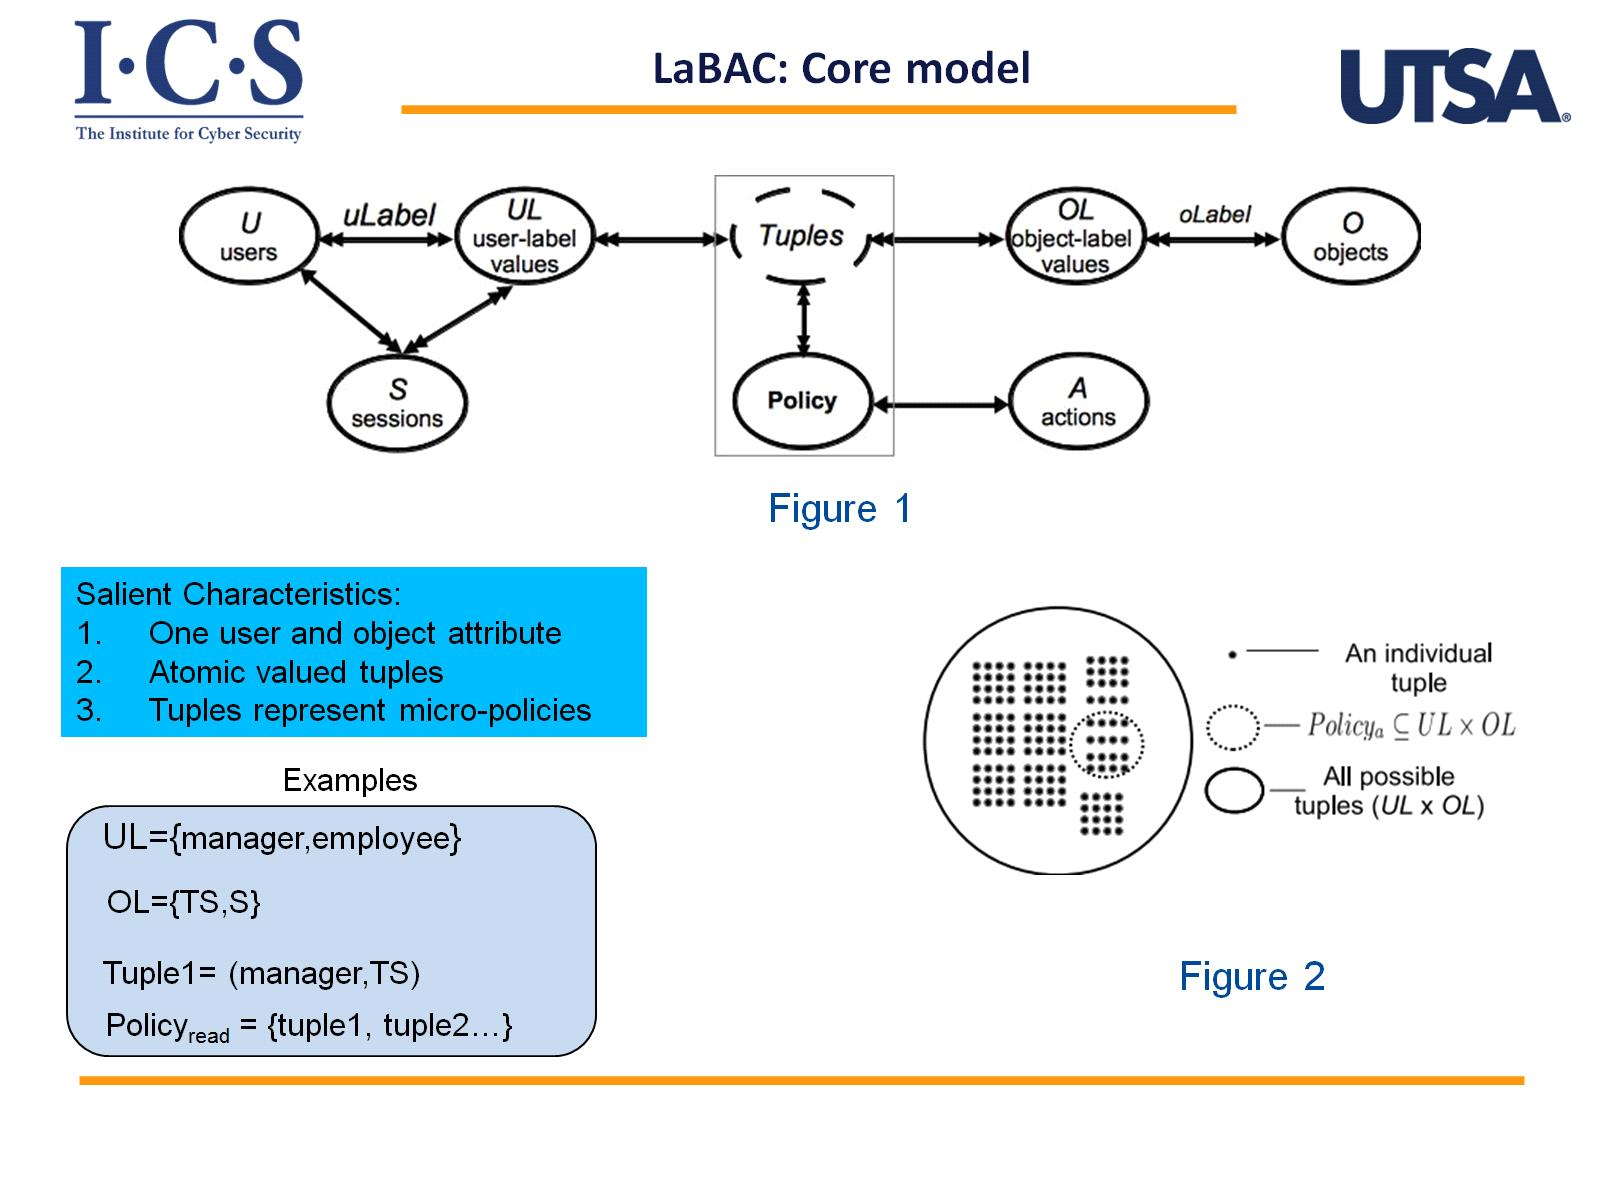 I·C·S
The Institute for Cyber Security
LaBAC: Core model
UTSA®
U
users
uLabel
UL
user-label
values
Tuples
OL
object-label
values
oLabel
O
objects
S
sessions
Policy
A
actions
Figure 1
Salient Characteristics:
1. One user and object attribute
2. Atomic valued tuples
3. Tuples represent micro-policies
Examples
UL={manager,employee}
OL={TS,S}
Tuple1= (manager,TS)
Policyread = {tuple1, tuple2…}
An individual
tuple
Policya ⊆ UL × OL
All possible
tuples (UL x OL)
Figure 2